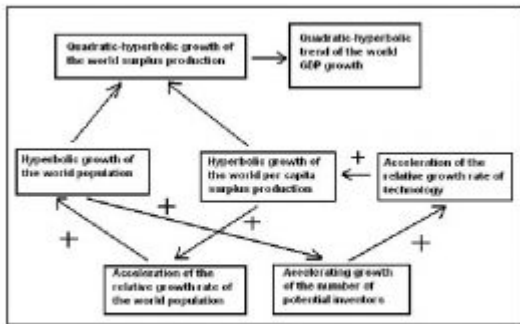 Quadratic-hyperbolic growth of
the world surplus production
Quadratic-hyperbolic
trend of the world
GDP growth
Hyperbolic growth of
the world population
Hyperbolic growth of
the world per capita
surplus production
Acceleration of the
relative growth rate of
technology
+
+
+
+
+
Acceleration of the
relative growth rate of
the world population
Accelerating growth
of the number of
potential inventors